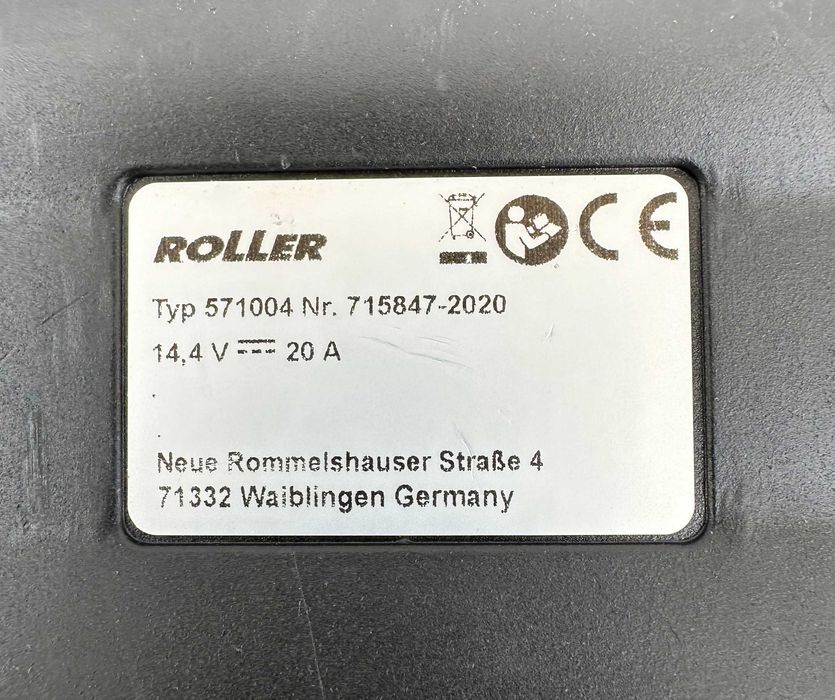 ROLLER
CE
Typ 571004 Nr. 715847-2020
14,4 V ⎓ 20 A
Neue Rommelshauser Straße 4
71332 Waiblingen Germany